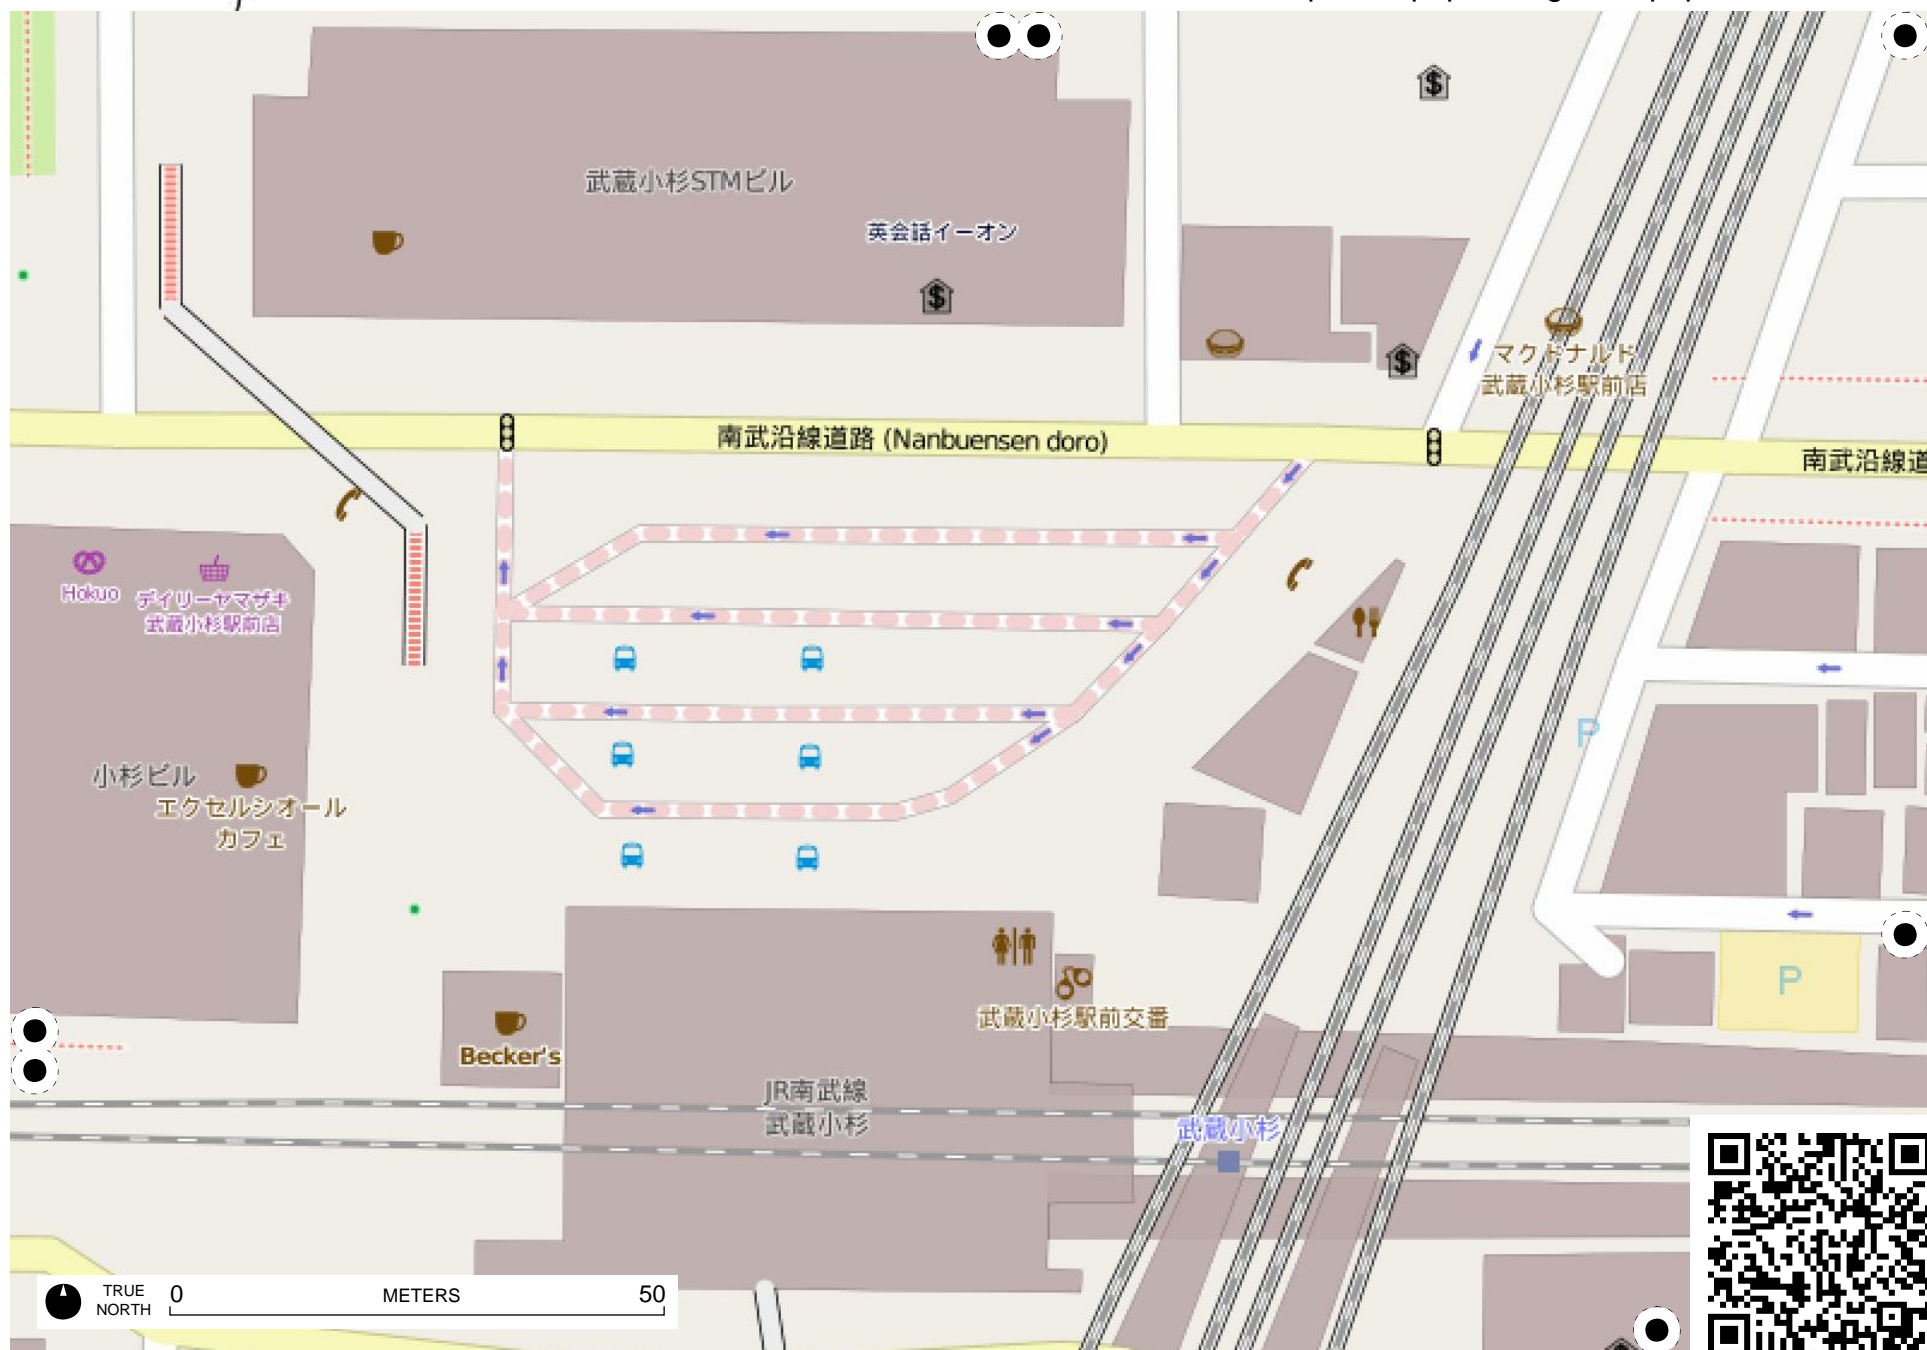 武蔵小杉STMビル
英会話イーオン
マクドナルド
武蔵小杉駅前店
南武沿線道路 (Nanbuensen doro)
南武沿線道
Hokuo
デイリーヤマザキ
武蔵小杉駅前店
P
小杉ビル
エクセルシオール
カフェ
P
武蔵小杉駅前交番
Becker's
JR南武線
武蔵小杉
武蔵小杉
TRUE
NORTH
0 METERS 50